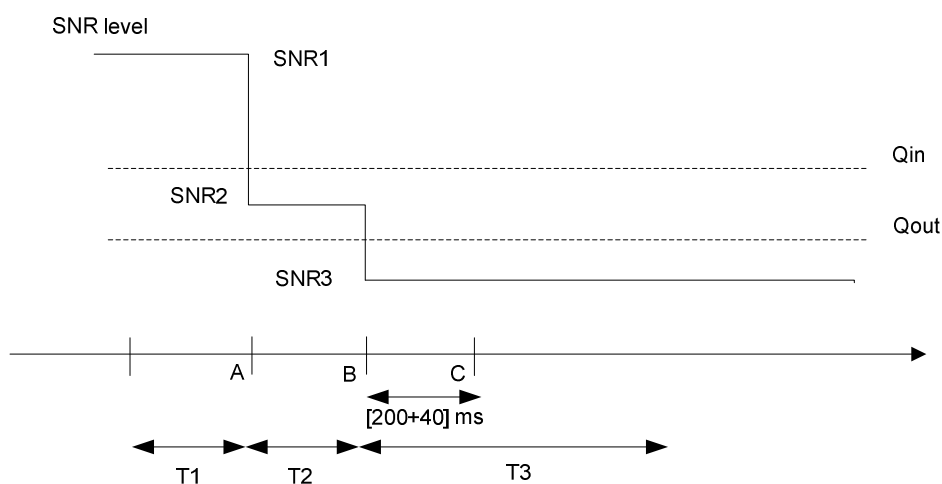 SNR level
SNR1
Qin
SNR2
Qout
SNR3
A
B
C
[200+40] ms
T1
T2
T3